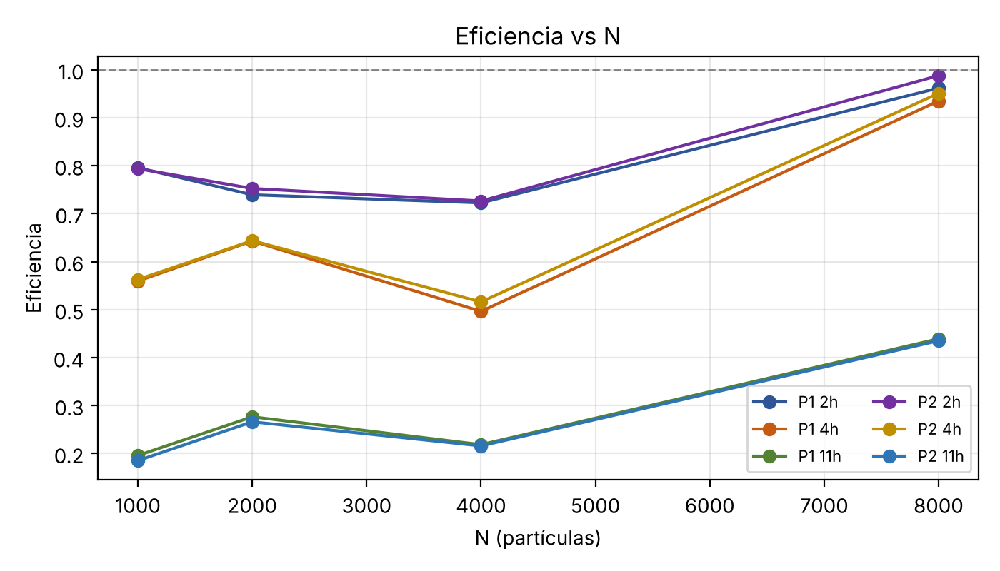 Eficiencia vs N
Eficiencia
1.0
0.9
0.8
0.7
0.6
0.5
0.4
0.3
0.2
1000 2000 3000 4000 5000 6000 7000 8000
N (partículas)
P1 2h P2 2h
P1 4h P2 4h
P1 11h P2 11h